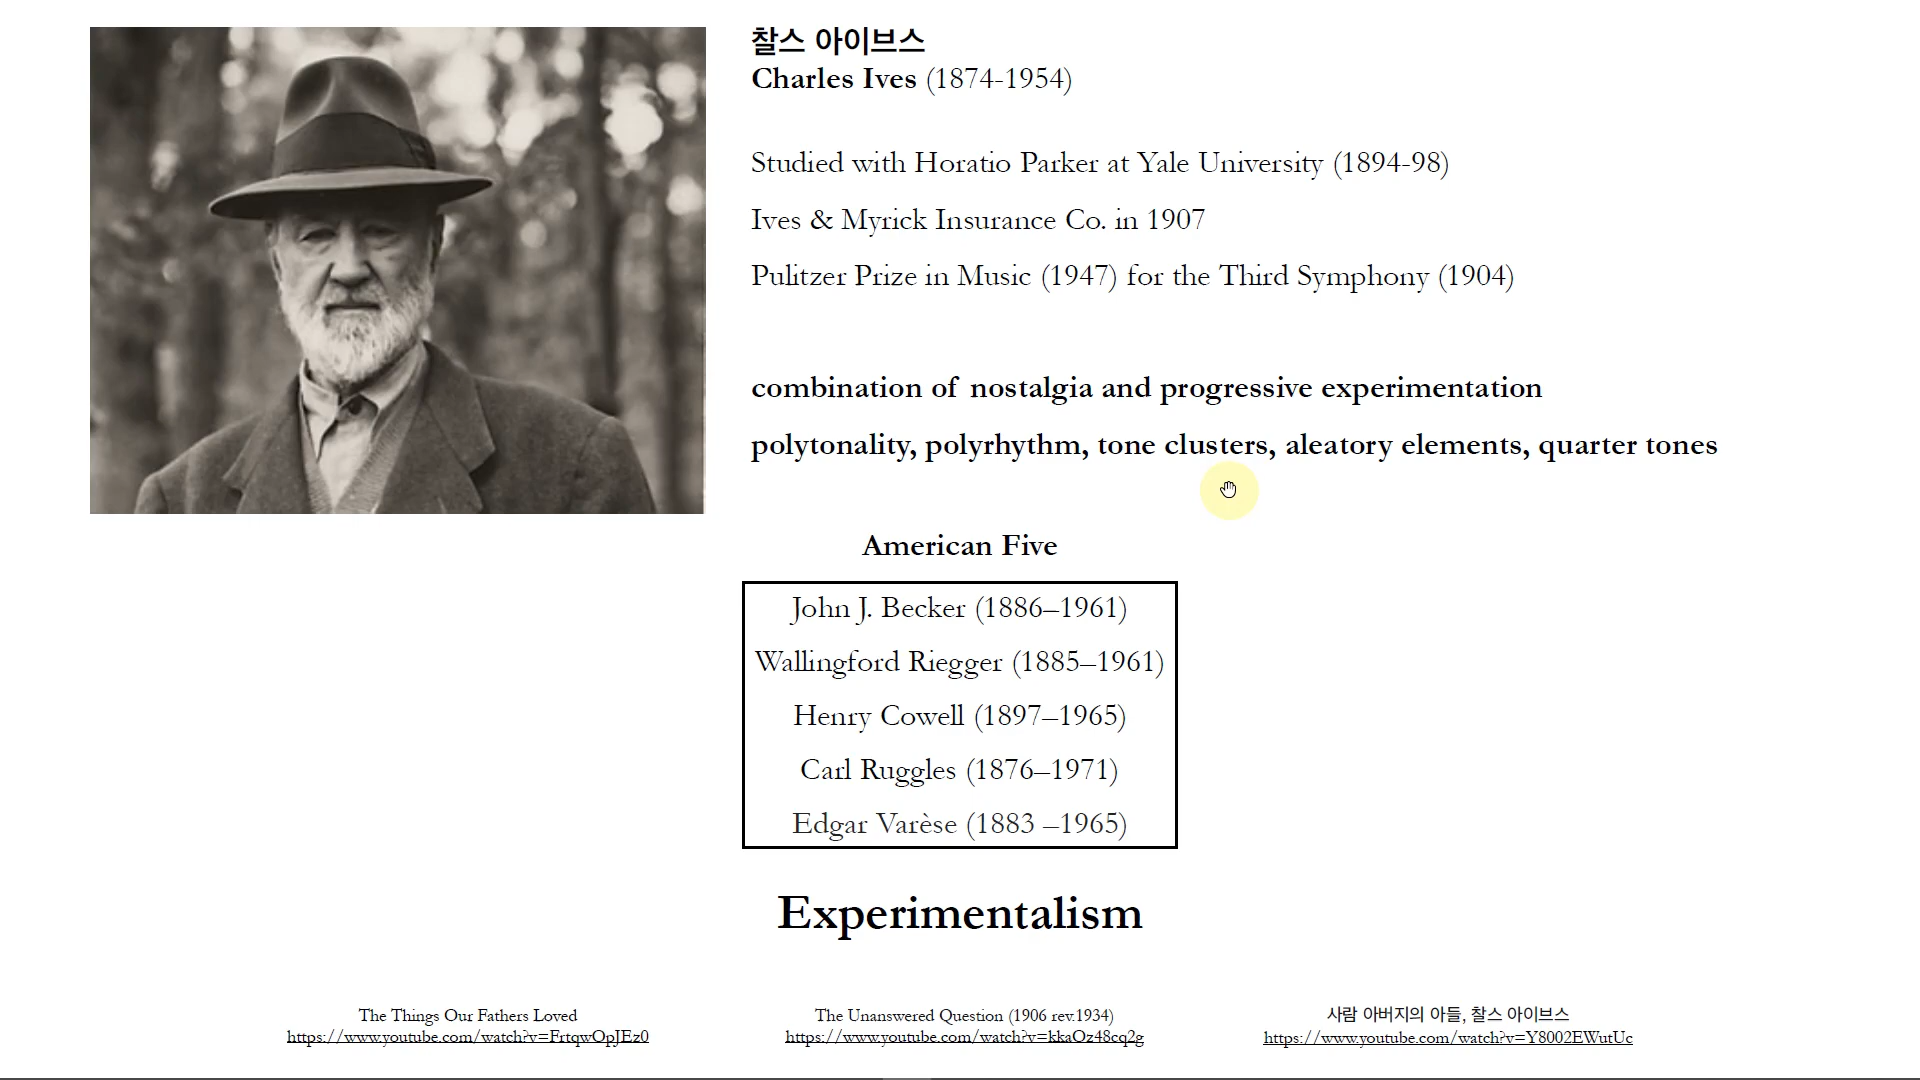 찰스 아이브스
Charles Ives (1874-1954)
Studied with Horatio Parker at Yale University (1894-98)
Ives & Myrick Insurance Co. in 1907
Pulitzer Prize in Music (1947) for the Third Symphony (1904)
combination of nostalgia and progressive experimentation
polytonality, polyrhythm, tone clusters, aleatory elements, quarter tones
American Five
John J. Becker (1886–1961)
Wallingford Riegger (1885–1961)
Henry Cowell (1897–1965)
Carl Ruggles (1876–1971)
Edgar Varèse (1883 –1965)
Experimentalism
The Things Our Fathers Loved
https://www.youtube.com/watch?v=FrtqwOpJEz0
The Unanswered Question (1906 rev.1934)
https://www.youtube.com/watch?v=kkaOz48cq2g
사람 아버지의 아들, 찰스 아이브스
https://www.youtube.com/watch?v=Y8002EWutUc